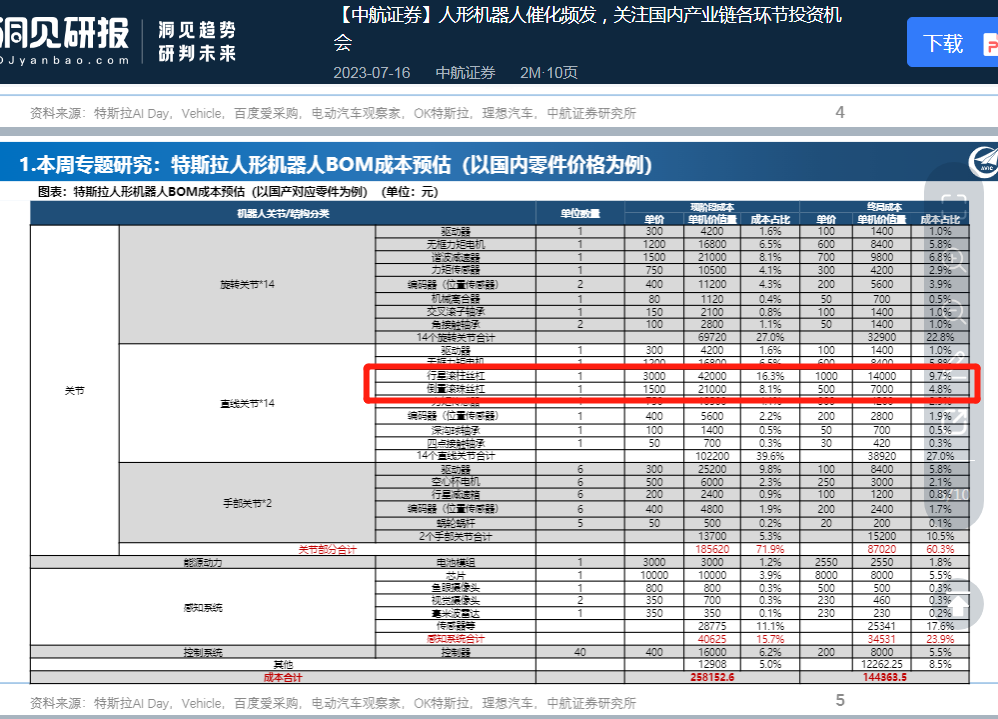 洞见研报
洞见趋势
研判未来
DJyanbao.com
【中航证券】人形机器人催化频发，关注国内产业链各环节投资机
会
2023-07-16 中航证券 2M·10页
下载
资料来源：特斯拉AI Day，Vehicle，百度爱采购，电动汽车观察家，OK特斯拉，理想汽车，中航证券研究所 4
1.本周专题研究：特斯拉人形机器人BOM成本预估（以国内零件价格为例）
AVIC
图表：特斯拉人形机器人BOM成本预估（以国产对应零件为例）（单位：元）
机器人关节/结构分类 单位数量 现阶段成本 终局成本
单价 单机价值量 成本占比 单价 单机价值量 成本占比
关节
旋转关节*14
驱动器 1 300 4200 1.6% 100 1400 1.0%
无框力矩电机 1 1200 16800 6.5% 600 8400 5.8%
谐波减速器 1 1500 21000 8.1% 700 9800 6.8%
力矩传感器 1 750 10500 4.1% 300 4200 2.9%
编码器（位置传感器） 2 400 11200 4.3% 200 5600 3.9%
机械离合器 1 80 1120 0.4% 50 700 0.5%
交叉滚子轴承 1 150 2100 0.8% 100 1400 1.0%
角接触轴承 2 100 2800 1.1% 50 1400 1.0%
14个旋转关节合计 69720 27.0% 32900 22.8%
直线关节*14
驱动器 1 300 4200 1.6% 100 1400 1.0%
无框力矩电机 1 1200 16800 6.5% 600 8400 5.8%
行星滚柱丝杠 1 3000 42000 16.3% 1000 14000 9.7%
倒置滚珠丝杠 1 1500 21000 8.1% 500 7000 4.8%
编码器（位置传感器） 1 400 5600 2.2% 200 2800 1.9%
深沟球轴承 1 100 1400 0.5% 50 700 0.5%
四点接触轴承 1 50 700 0.3% 30 420 0.3%
14个直线关节合计 102200 39.6% 38920 27.0%
手部关节*2
驱动器 6 300 25200 9.8% 100 8400 5.8%
空心杯电机 6 500 6000 2.3% 250 3000 2.1%
行星减速箱 6 200 2400 0.9% 100 1200 0.8%
编码器（位置传感器） 6 400 4800 1.9% 200 2400 1.7%
蜗轮蜗杆 5 50 500 0.2% 20 200 0.1%
2个手部关节合计 13700 5.3% 15200 10.5%
关节部分合计 185620 71.9% 87020 60.3%
能源动力 电池模组 1 3000 3000 1.2% 2550 2550 1.8%
感知系统
芯片 1 10000 10000 3.9% 8000 8000 5.5%
鱼眼摄像头 1 800 800 0.3% 500 500 0.3%
视觉摄像头 2 350 700 0.3% 230 460 0.3%
毫米波雷达 1 350 350 0.1% 230 230 0.2%
传感器等 28775 11.1% 25341 17.6%
感知系统合计 40625 15.7% 34531 23.9%
控制系统 控制器 40 400 16000 6.2% 200 8000 5.5%
其他 12908 5.0% 12262.25 8.5%
成本合计 258152.6 144363.5
资料来源：特斯拉AI Day，Vehicle，百度爱采购，电动汽车观察家，OK特斯拉，理想汽车，中航证券研究所 5